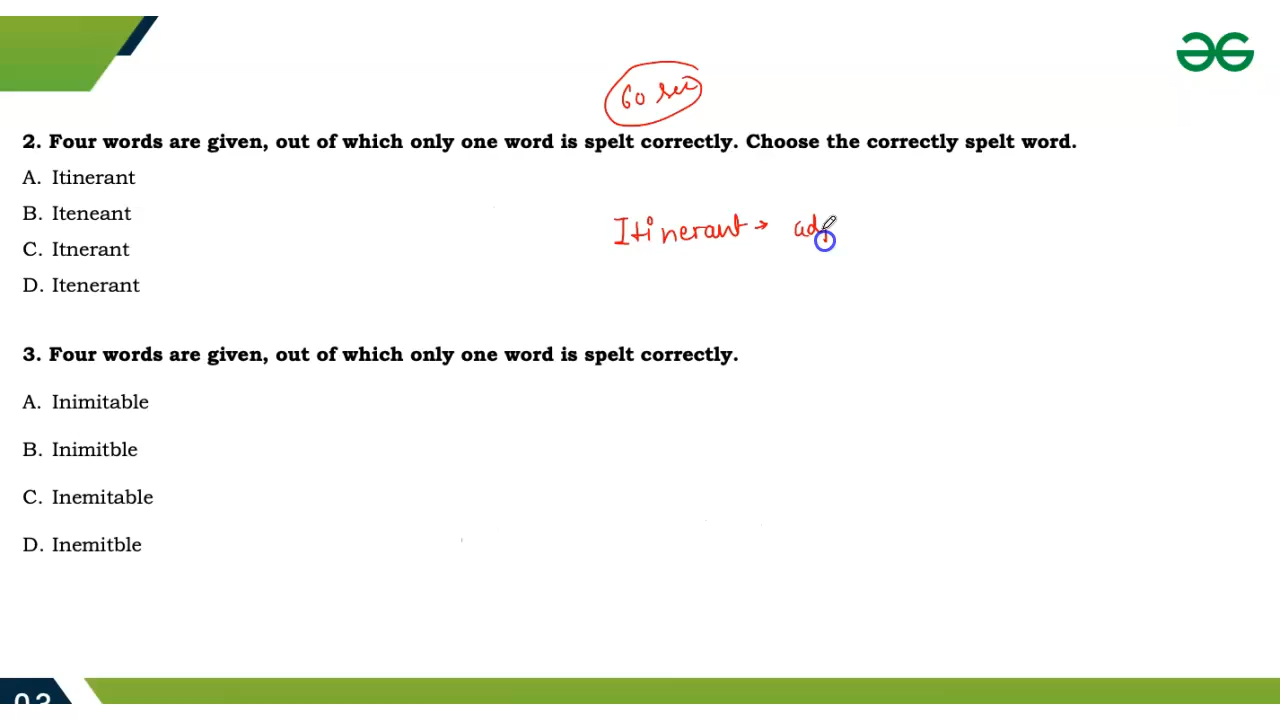 60 sec
2. Four words are given, out of which only one word is spelt correctly. Choose the correctly spelt word.
A. Itinerant
B. Iteneant
C. Itnerant
D. Itenerant
Itinerant → adj
3. Four words are given, out of which only one word is spelt correctly.
A. Inimitable
B. Inimitble
C. Inemitable
D. Inemitble
03